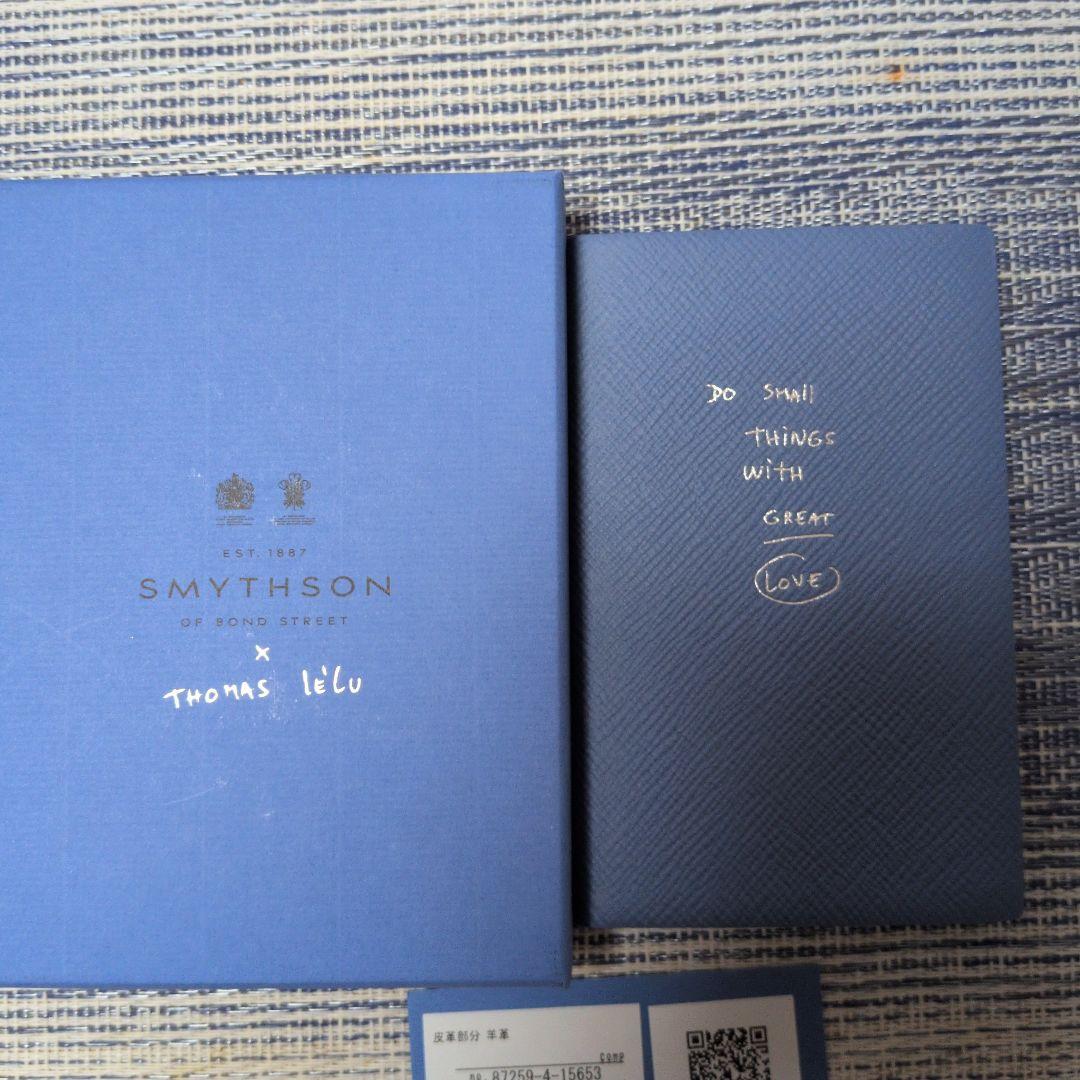 EST. 1887
SMYTHSON
OF BOND STREET
x
THOMAS lÉLU
DO SMAll
THiNGS
WiTH
GREAT
LOVE
皮革部分 羊革
comp
no. 87259-4-15653